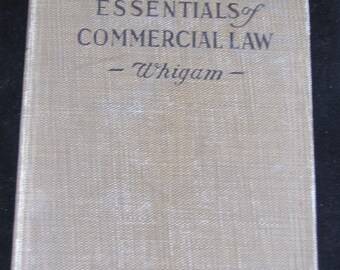 ESSENTIALS of
COMMERCIAL LAW
- Whigam -